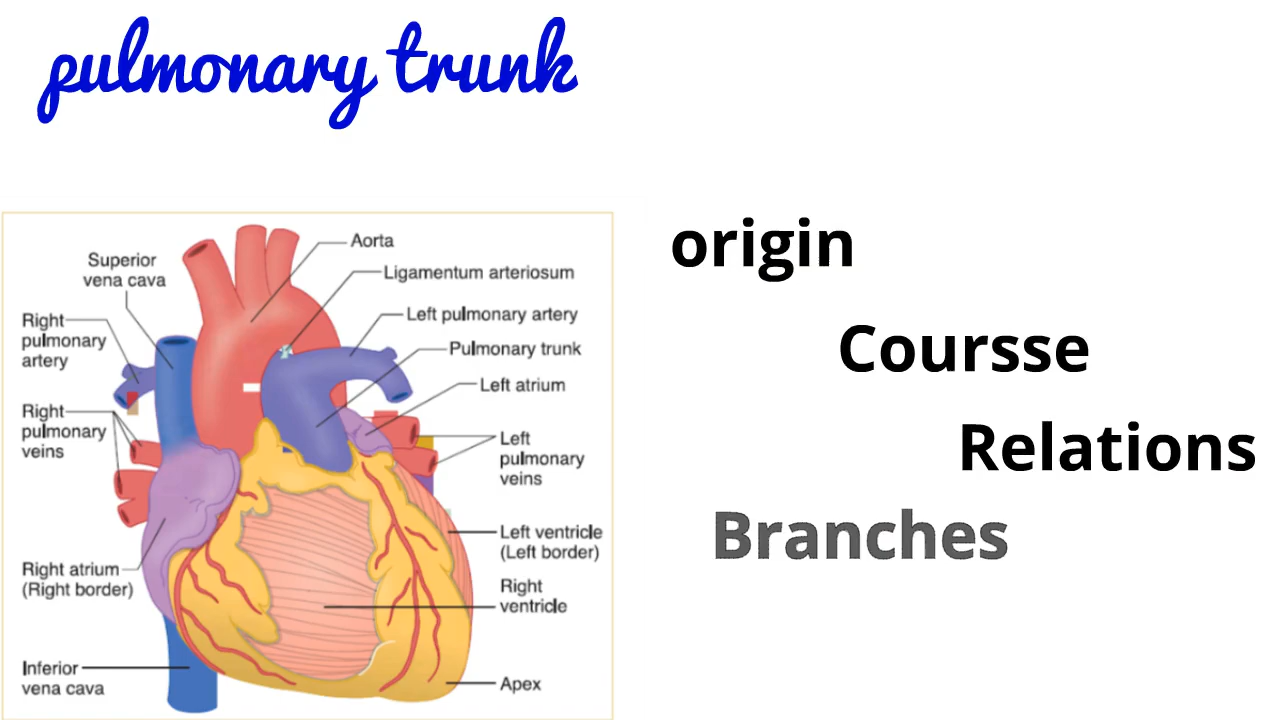 pulmonary trunk
Aorta
Superior
vena cava
Ligamentum arteriosum
Right
pulmonary
artery
Left pulmonary artery
Pulmonary trunk
Left atrium
Right
pulmonary
veins
Left
pulmonary
veins
Left ventricle
(Left border)
Right atrium
(Right border)
Right
ventricle
Inferior
vena cava
Apex
origin
Coursse
Relations
Branches